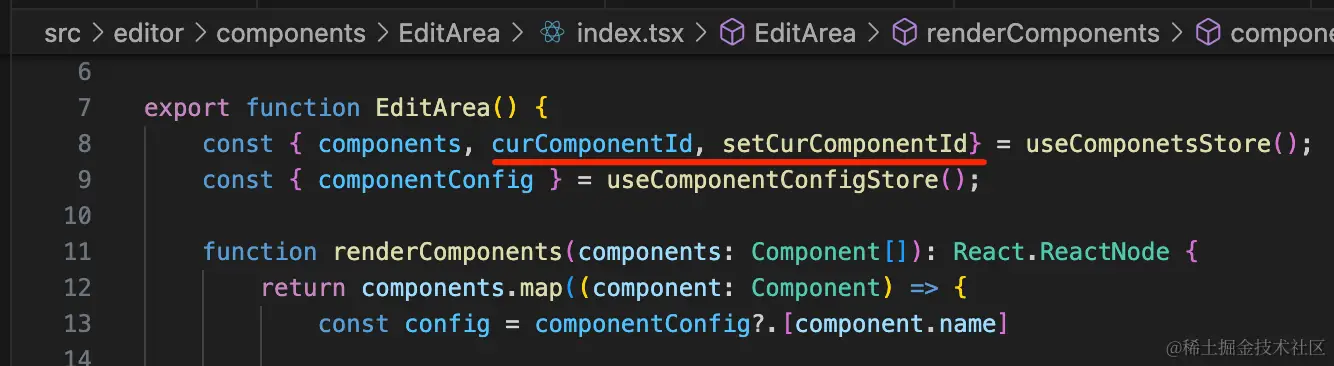 src > editor > components > EditArea > index.tsx > EditArea > renderComponents > compone
6
7 export function EditArea() {
8 const { components, curComponentId, setCurComponentId} = useComponetsStore();
9 const { componentConfig } = useComponentConfigStore();
10
11 function renderComponents(components: Component[]): React.ReactNode {
12 return components.map((component: Component) => {
13 const config = componentConfig?.[component.name]
14
@稀土掘金技术社区